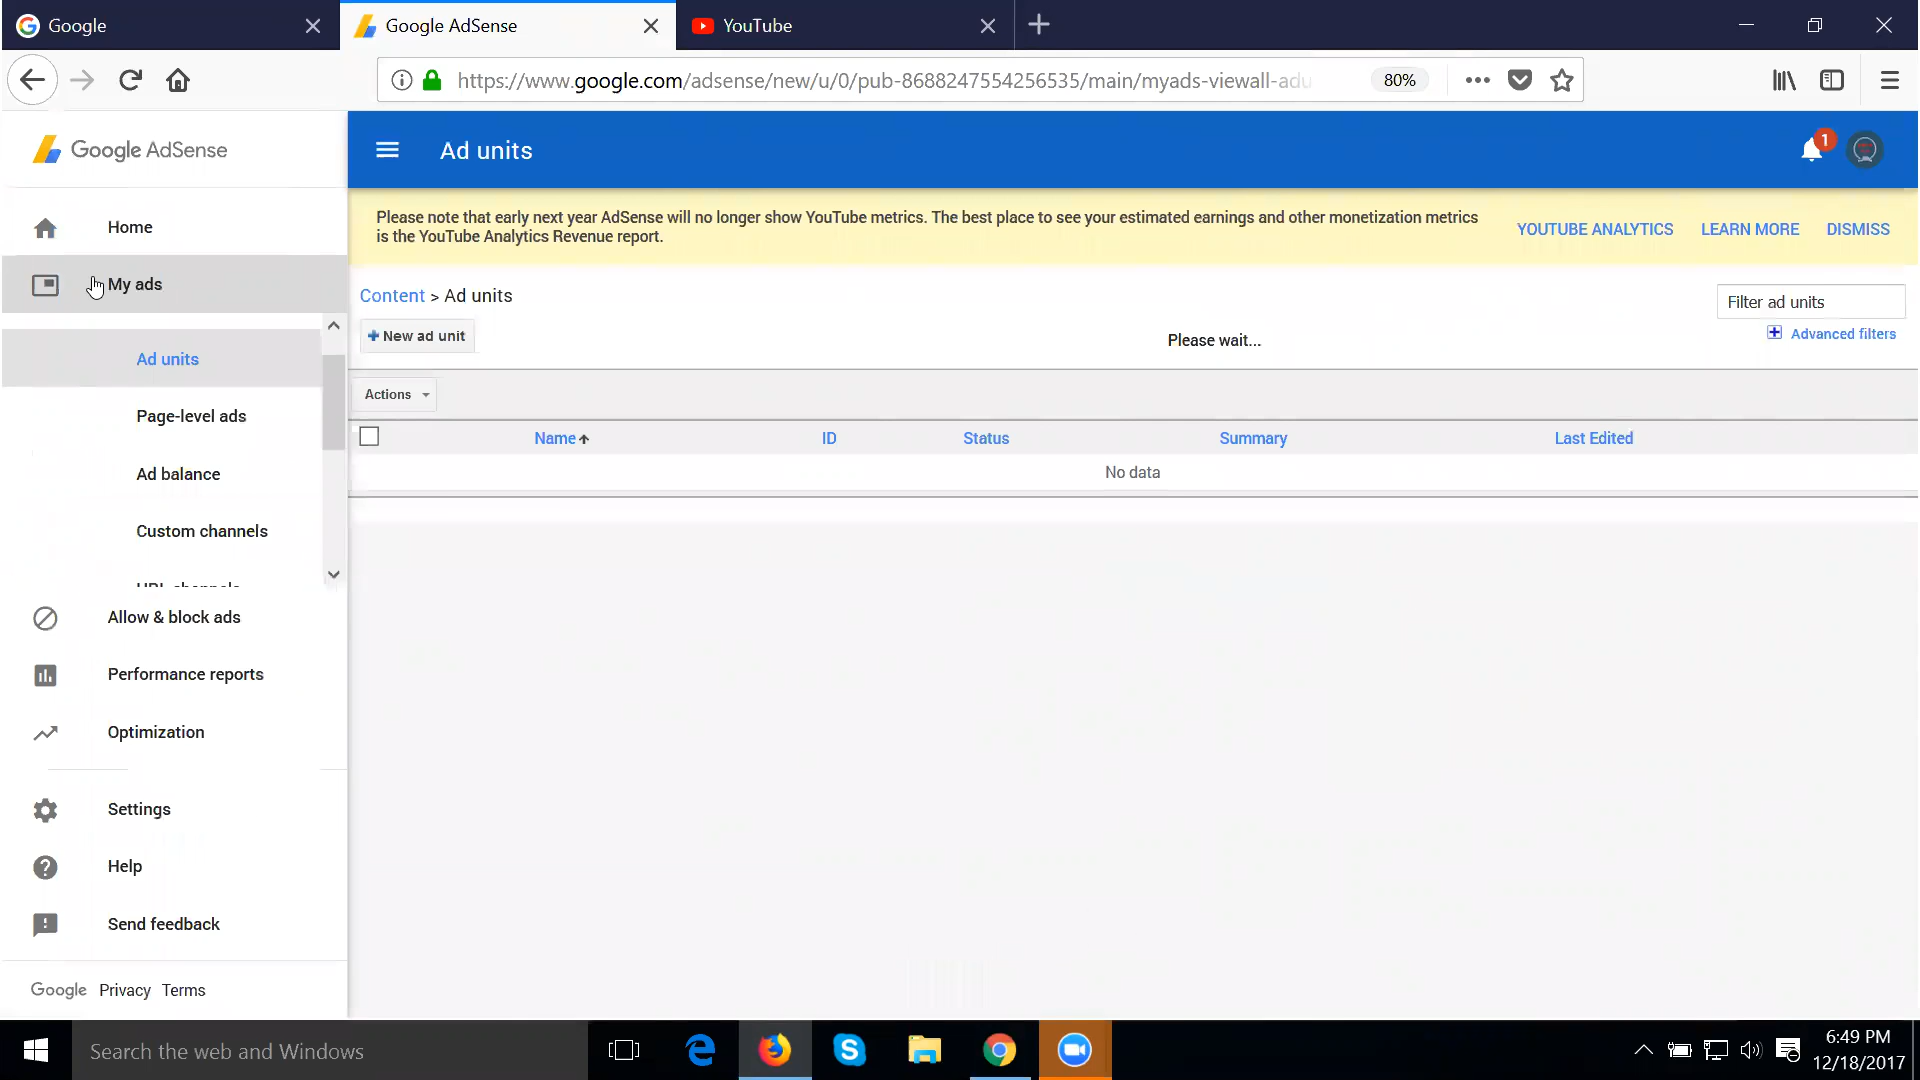 Google
Google AdSense
YouTube
https://www.google.com/adsense/new/u/0/pub-8688247554256535/main/myads-viewall-adu
80%
Google AdSense
Ad units
1
Home
Please note that early next year AdSense will no longer show YouTube metrics. The best place to see your estimated earnings and other monetization metrics
is the YouTube Analytics Revenue report.
YOUTUBE ANALYTICS
LEARN MORE
DISMISS
My ads
Content > Ad units
Filter ad units
New ad unit
Please wait...
Advanced filters
Ad units
Actions
Page-level ads
Name
ID
Status
Summary
Last Edited
Ad balance
No data
Custom channels
URL channels
Allow & block ads
Performance reports
Optimization
Settings
Help
Send feedback
Google Privacy Terms
Search the web and Windows
6:49 PM
12/18/2017